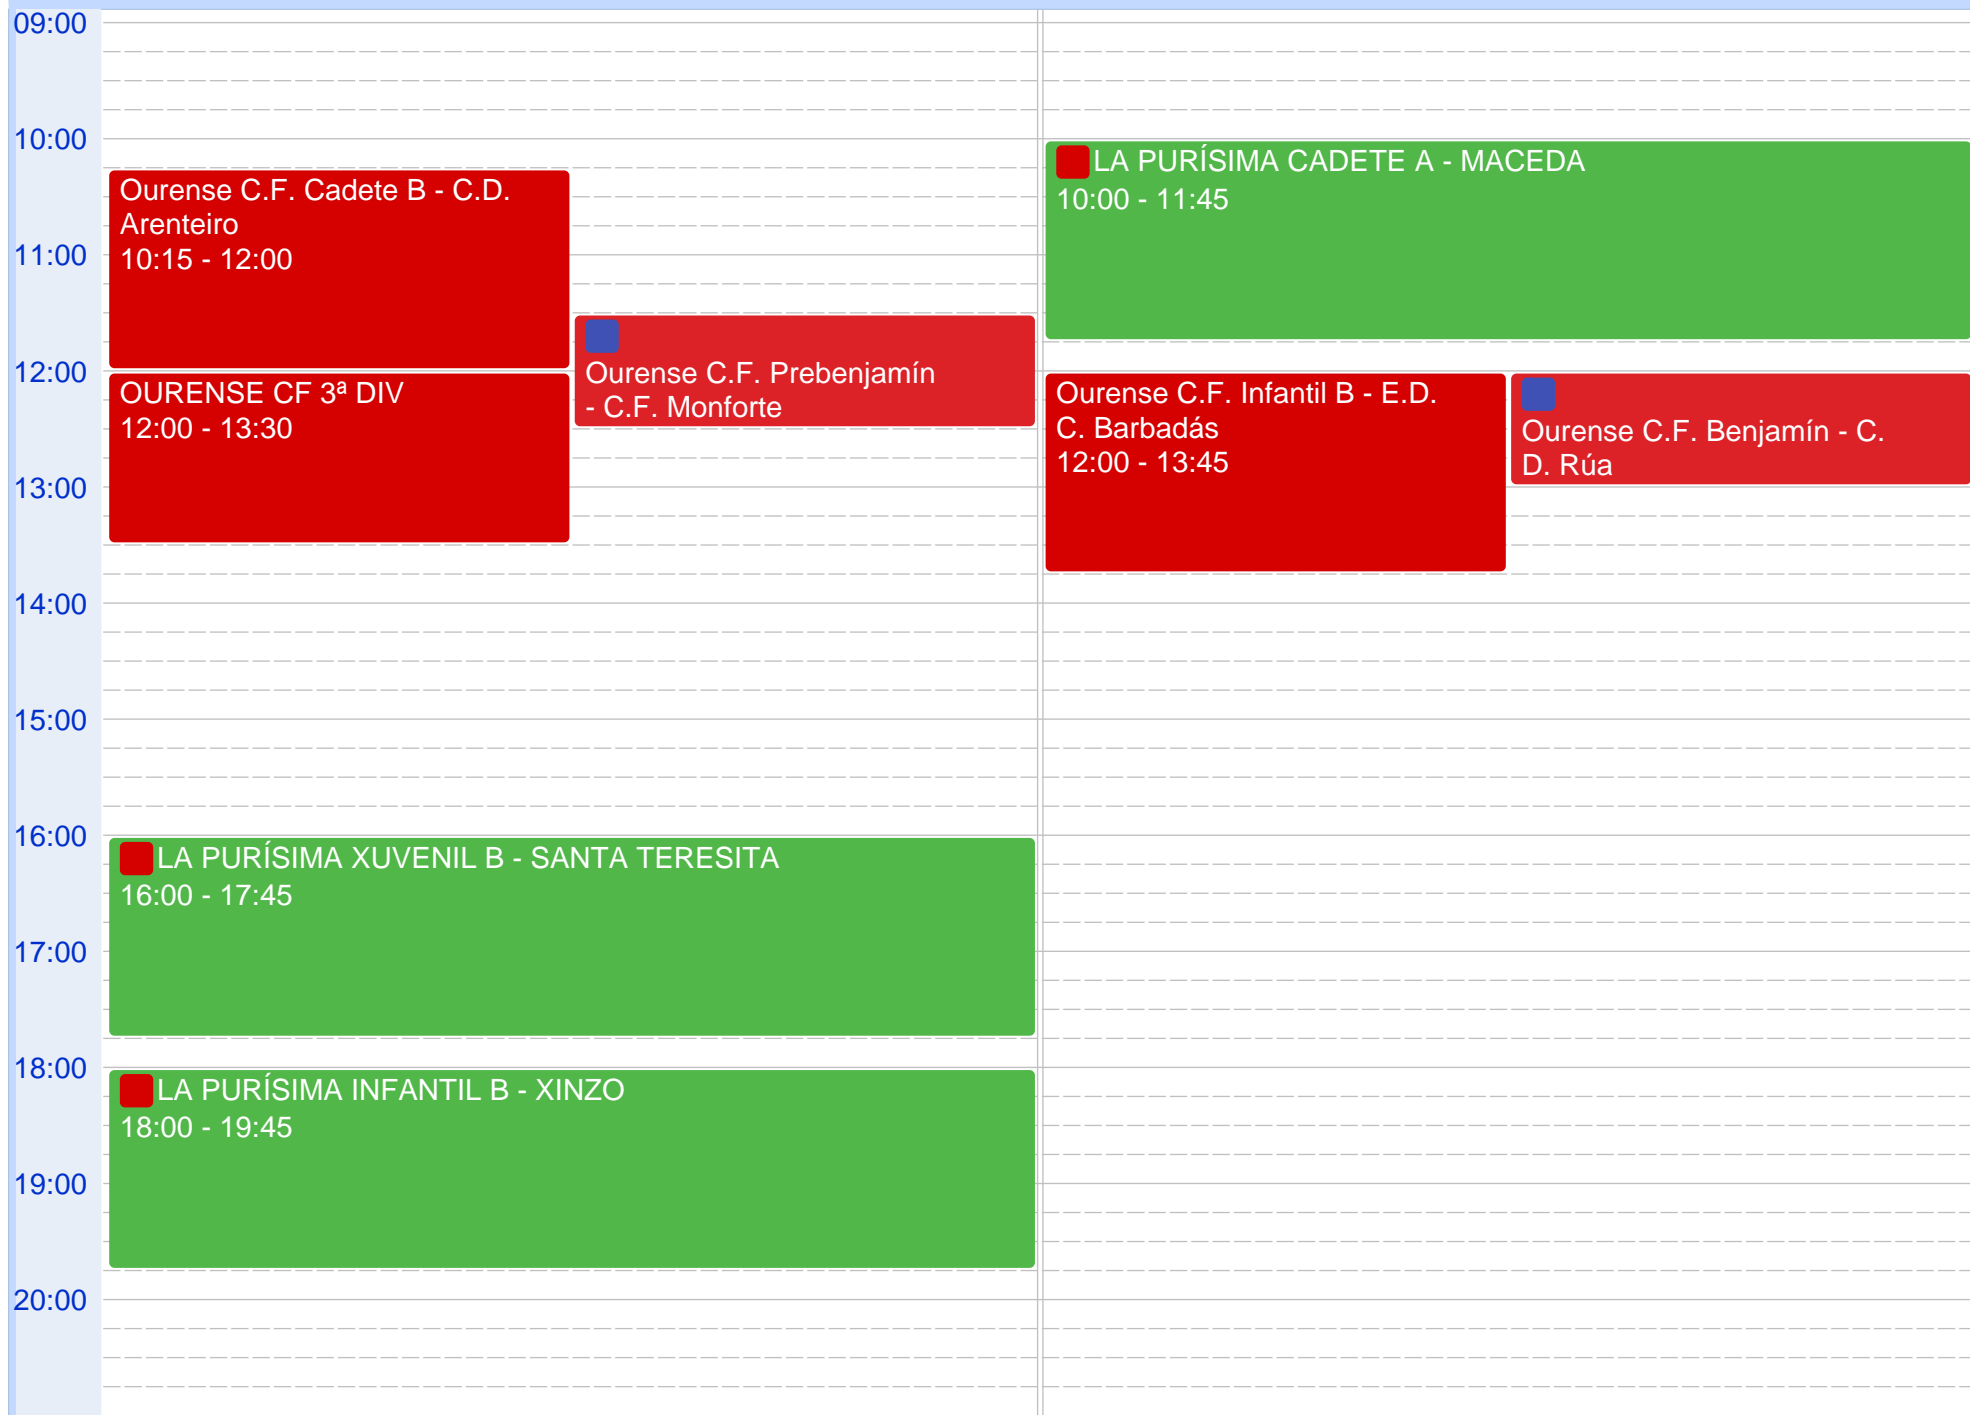 09:00
10:00
11:00
12:00
13:00
14:00
15:00
16:00
17:00
18:00
19:00
20:00
Ourense C.F. Cadete B - C.D.
Arenteiro
10:15 - 12:00
Ourense C.F. Prebenjamín
- C.F. Monforte
OURENSE CF 3ª DIV
12:00 - 13:30
LA PURÍSIMA XUVENIL B - SANTA TERESITA
16:00 - 17:45
LA PURÍSIMA INFANTIL B - XINZO
18:00 - 19:45
LA PURÍSIMA CADETE A - MACEDA
10:00 - 11:45
Ourense C.F. Infantil B - E.D.
C. Barbadás
12:00 - 13:45
Ourense C.F. Benjamín - C.
D. Rúa